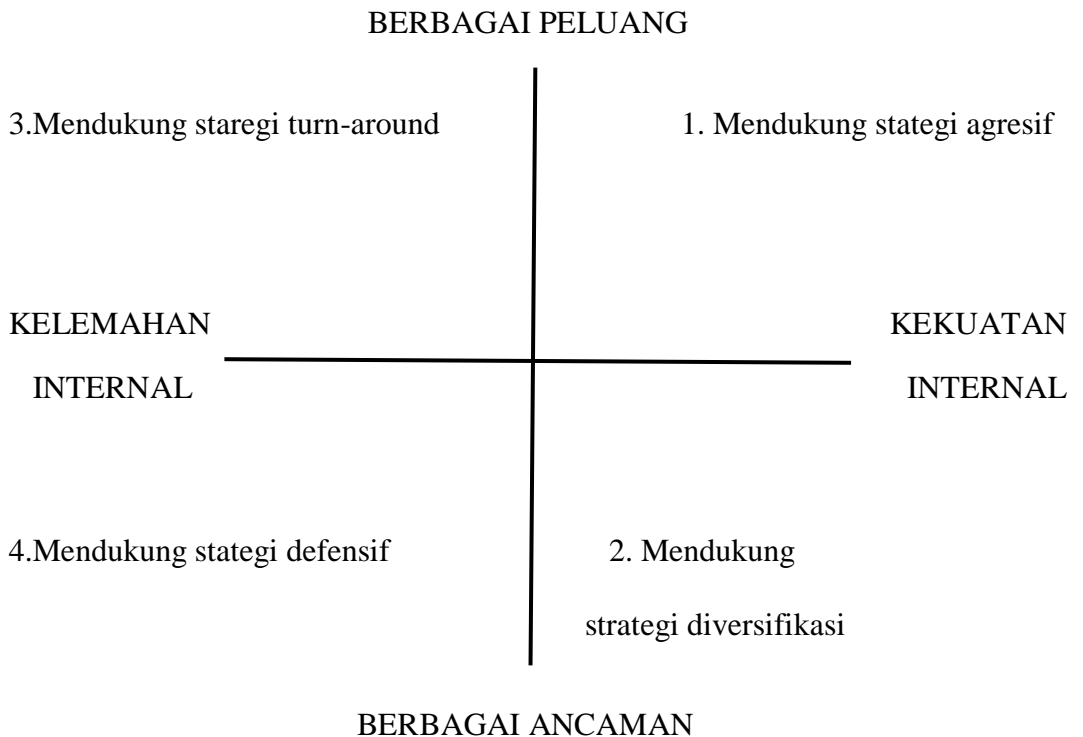 BERBAGAI PELUANG
3.Mendukung staregi turn-around
1. Mendukung stategi agresif
KELEMAHAN
INTERNAL
KEKUATAN
INTERNAL
4.Mendukung stategi defensif
2. Mendukung
strategi diversifikasi
BERBAGAI ANCAMAN